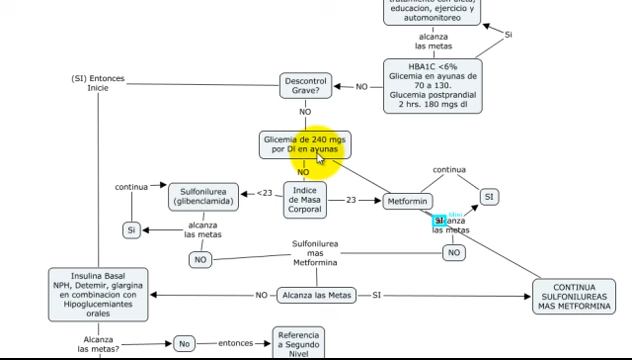 tratamiento con dieta,
educacion, ejercicio y
automonitoreo
alcanza
las metas
Si
HBA1C <6%
Glicemia en ayunas de
70 a 130.
Glucemia postprandial
2 hrs. 180 mgs dl
(SI) Entonces
Inicie
Descontrol
Grave?
NO
NO
Glicemia de 240 mgs
por Dl en ayunas
NO
continua
Sulfonilurea
(glibenclamida)
<23
Indice
de Masa
Corporal
23
Metformin
continua
SI
SI
alcanza
las metas
Si
alcanza
las metas
NO
Sulfonilurea
mas
Metformina
NO
Insulina Basal
NPH, Detemir, glargina
en combinacion con
Hipoglucemiantes
orales
NO
Alcanza las Metas
SI
CONTINUA
SULFONILUREAS
MAS METFORMINA
Alcanza
las metas?
No
entonces
Referencia
a Segundo
Nivel